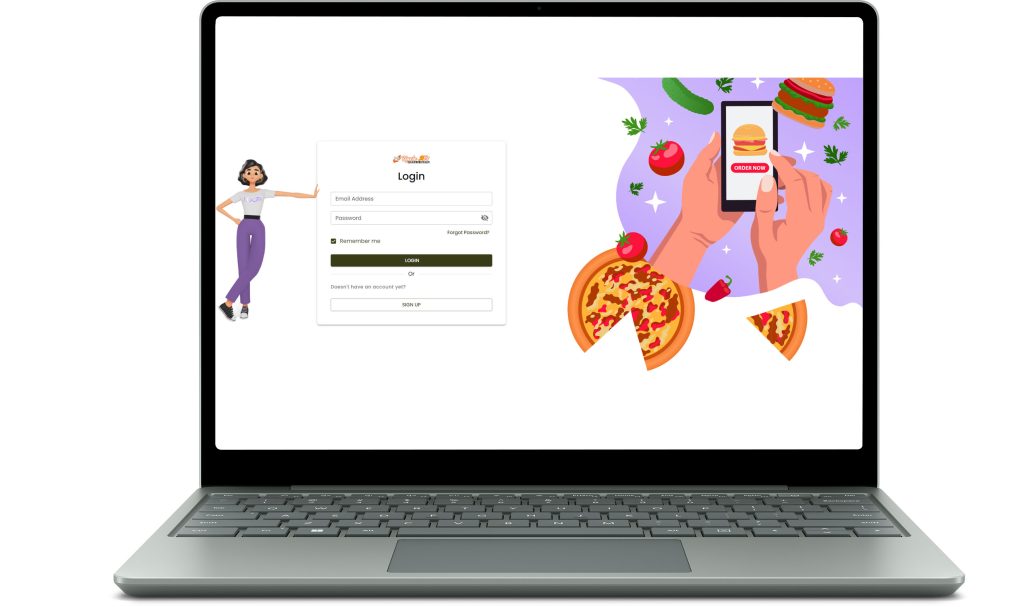 Login
Email Address
Password
Forgot Password?
Remember me
LOGIN
Or
Doesn't have an account yet?
SIGN UP
ORDER NOW